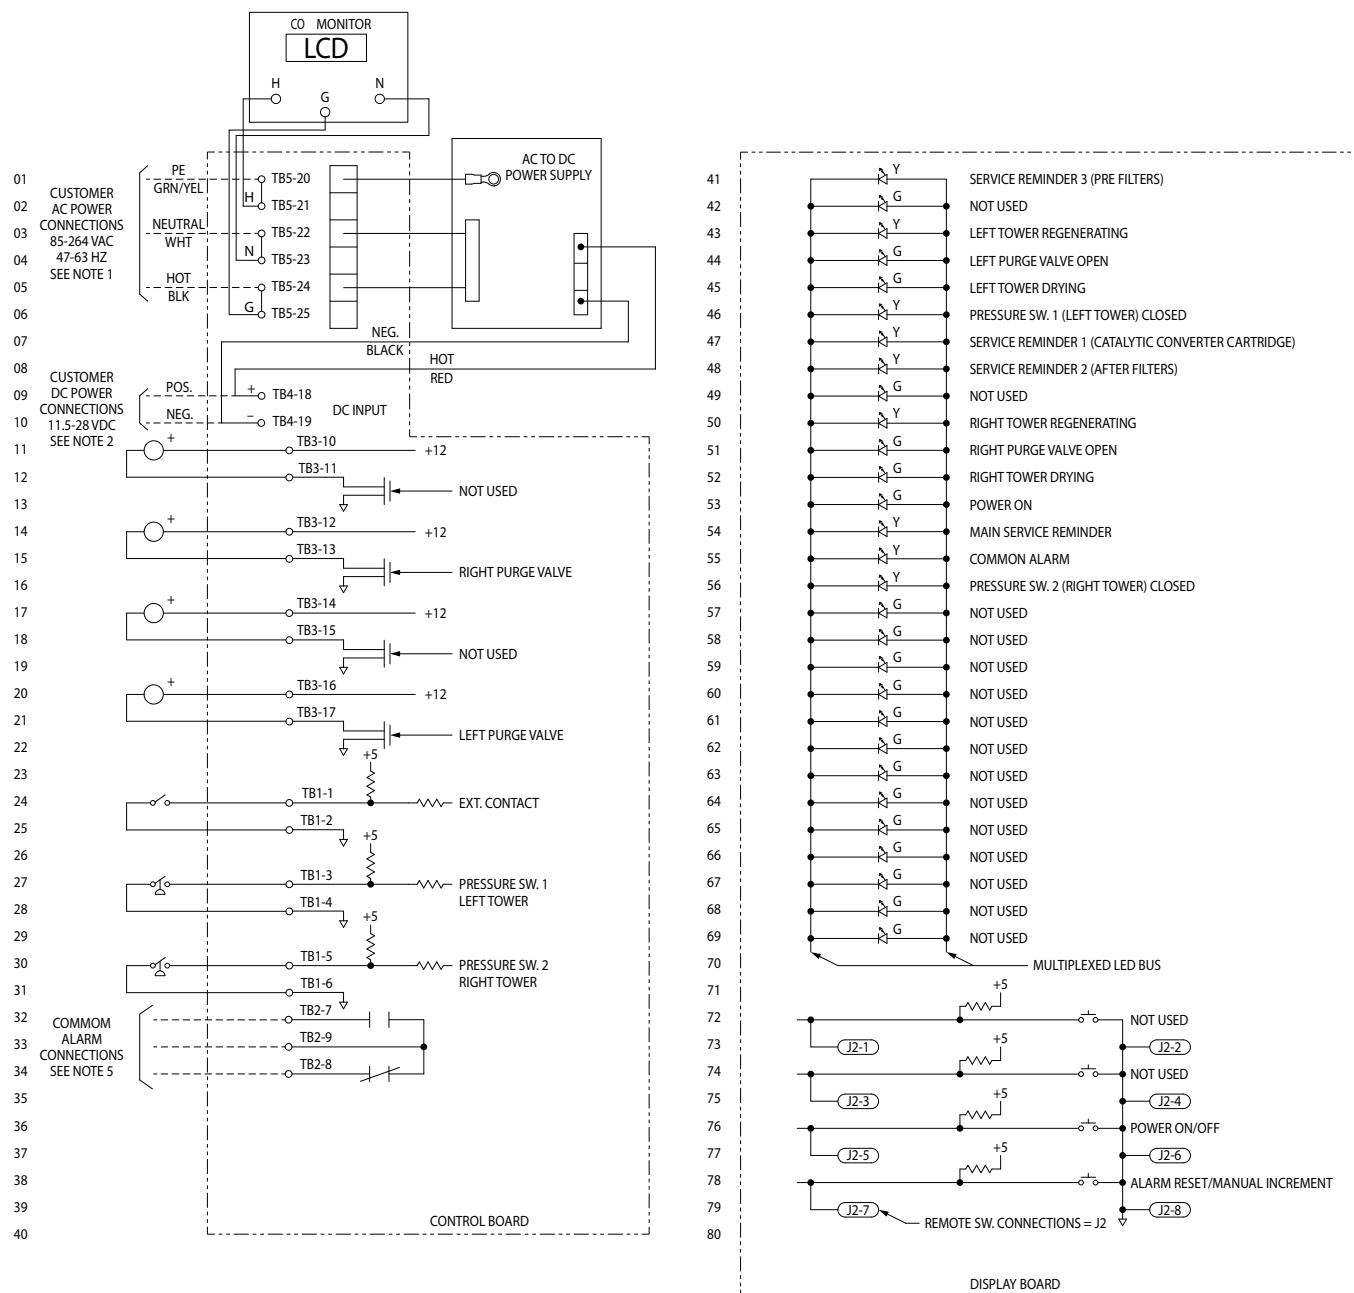 CO MONITOR
LCD
H
G
N
AC TO DC
POWER SUPPLY
CUSTOMER
AC POWER
CONNECTIONS
85-264 VAC
47-63 HZ
SEE NOTE 1
01
PE
GRN/YEL
TB5-20
02
H
TB5-21
03
NEUTRAL
WHT
TB5-22
04
N
TB5-23
05
HOT
BLK
TB5-24
06
G
TB5-25
07
NEG.
BLACK
08
HOT
RED
CUSTOMER
DC POWER
CONNECTIONS
11.5-28 VDC
SEE NOTE 2
09
POS.
+
TB4-18
DC INPUT
10
NEG.
–
TB4-19
11
+
TB3-10
+12
12
TB3-11
NOT USED
13
14
+
TB3-12
+12
15
TB3-13
RIGHT PURGE VALVE
16
17
+
TB3-14
+12
18
TB3-15
NOT USED
19
20
+
TB3-16
+12
21
TB3-17
LEFT PURGE VALVE
22
+5
23
24
TB1-1
EXT. CONTACT
25
TB1-2
+5
26
27
TB1-3
PRESSURE SW. 1
LEFT TOWER
28
TB1-4
+5
29
30
TB1-5
PRESSURE SW. 2
RIGHT TOWER
31
TB1-6
COMMOM
ALARM
CONNECTIONS
SEE NOTE 5
32
TB2-7
33
TB2-9
34
TB2-8
35
36
37
38
39
40
CONTROL BOARD
41
Y
SERVICE REMINDER 3 (PRE FILTERS)
42
G
NOT USED
43
Y
LEFT TOWER REGENERATING
44
G
LEFT PURGE VALVE OPEN
45
G
LEFT TOWER DRYING
46
Y
PRESSURE SW. 1 (LEFT TOWER) CLOSED
47
Y
SERVICE REMINDER 1 (CATALYTIC CONVERTER CARTRIDGE)
48
Y
SERVICE REMINDER 2 (AFTER FILTERS)
49
G
NOT USED
50
Y
RIGHT TOWER REGENERATING
51
G
RIGHT PURGE VALVE OPEN
52
G
RIGHT TOWER DRYING
53
G
POWER ON
54
Y
MAIN SERVICE REMINDER
55
Y
COMMON ALARM
56
Y
PRESSURE SW. 2 (RIGHT TOWER) CLOSED
57
G
NOT USED
58
G
NOT USED
59
G
NOT USED
60
G
NOT USED
61
G
NOT USED
62
G
NOT USED
63
G
NOT USED
64
G
NOT USED
65
G
NOT USED
66
G
NOT USED
67
G
NOT USED
68
G
NOT USED
69
G
NOT USED
70
MULTIPLEXED LED BUS
71
+5
72
NOT USED
73
J2-1
+5
J2-2
74
NOT USED
75
J2-3
+5
J2-4
76
POWER ON/OFF
77
J2-5
+5
J2-6
78
ALARM RESET/MANUAL INCREMENT
79
J2-7
REMOTE SW. CONNECTIONS = J2
J2-8
80
DISPLAY BOARD